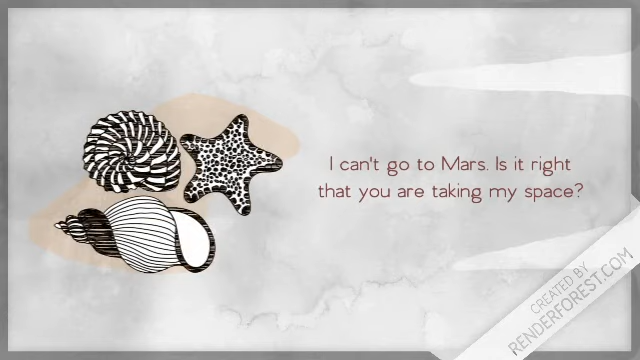 I can't go to Mars. Is it right
that you are taking my space?
CREATED BY
RENDERFOREST.COM